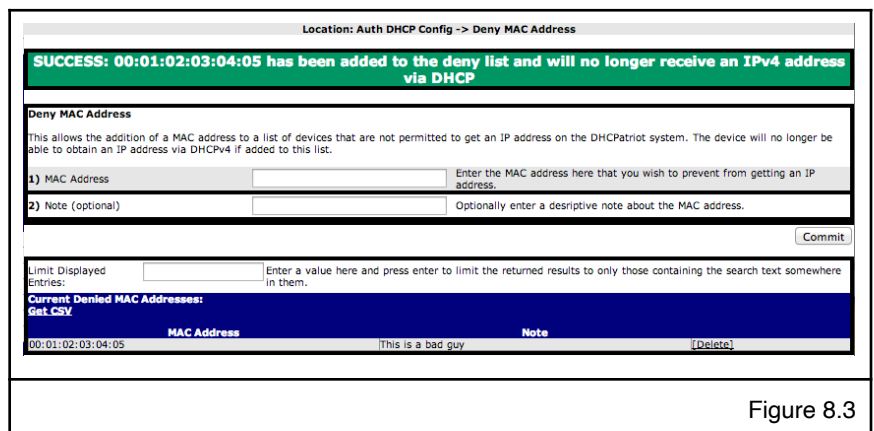 Location: Auth DHCP Config -> Deny MAC Address
SUCCESS: 00:01:02:03:04:05 has been added to the deny list and will no longer receive an IPv4 address
via DHCP
Deny MAC Address
This allows the addition of a MAC address to a list of devices that are not permitted to get an IP address on the DHCPatriot system. The device will no longer be
able to obtain an IP address via DHCPv4 if added to this list.
1) MAC Address
Enter the MAC address here that you wish to prevent from getting an IP
address.
2) Note (optional)
Optionally enter a desriptive note about the MAC address.
Commit
Limit Displayed
Entries:
Enter a value here and press enter to limit the returned results to only those containing the search text somewhere
in them.
Current Denied MAC Addresses:
Get CSV
MAC Address Note
00:01:02:03:04:05 This is a bad guy [Delete]
Figure 8.3